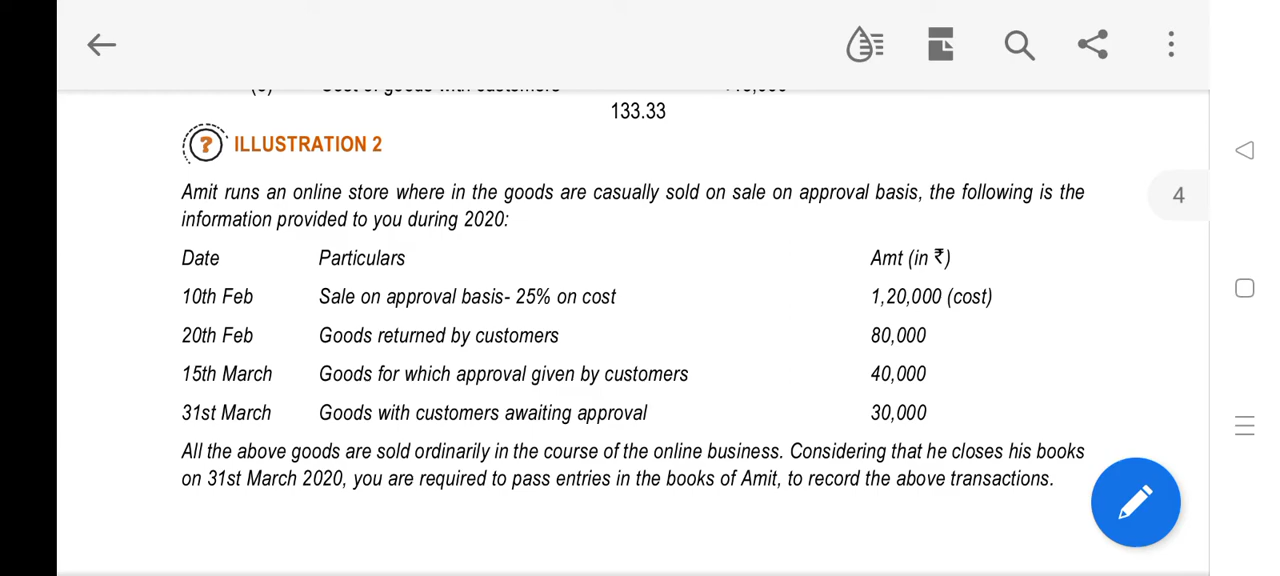 133.33
? ILLUSTRATION 2
Amit runs an online store where in the goods are casually sold on sale on approval basis, the following is the
information provided to you during 2020:
4
Date Particulars Amt (in ₹)
10th Feb Sale on approval basis- 25% on cost 1,20,000 (cost)
20th Feb Goods returned by customers 80,000
15th March Goods for which approval given by customers 40,000
31st March Goods with customers awaiting approval 30,000
All the above goods are sold ordinarily in the course of the online business. Considering that he closes his books
on 31st March 2020, you are required to pass entries in the books of Amit, to record the above transactions.